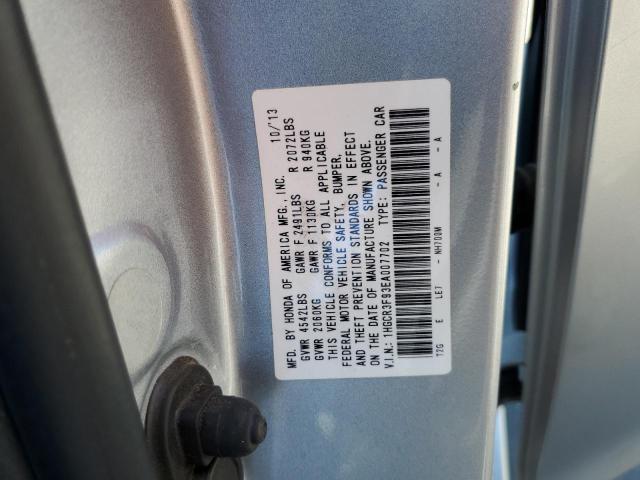 MFD. BY HONDA OF AMERICA MFG., INC. 10/'13
GVWR 4542LBS GAWR F 2491LBS R 2072LBS
GVWR 2060KG GAWR F 1130KG R 940KG
THIS VEHICLE CONFORMS TO ALL APPLICABLE
FEDERAL MOTOR VEHICLE SAFETY, BUMPER,
AND THEFT PREVENTION STANDARDS IN EFFECT
ON THE DATE OF MANUFACTURE SHOWN ABOVE.
V.I.N.: 1HGCR3F93EA007702 TYPE: PASSENGER CAR
T2G E LE7 - NH700M - A - A